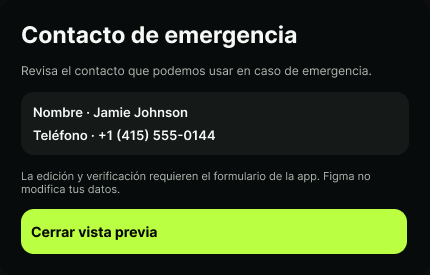 Contacto de emergencia
Revisa el contacto que podemos usar en caso de emergencia.
Nombre · Jamie Johnson
Teléfono · +1 (415) 555-0144
La edición y verificación requieren el formulario de la app. Figma no
modifica tus datos.
Cerrar vista previa